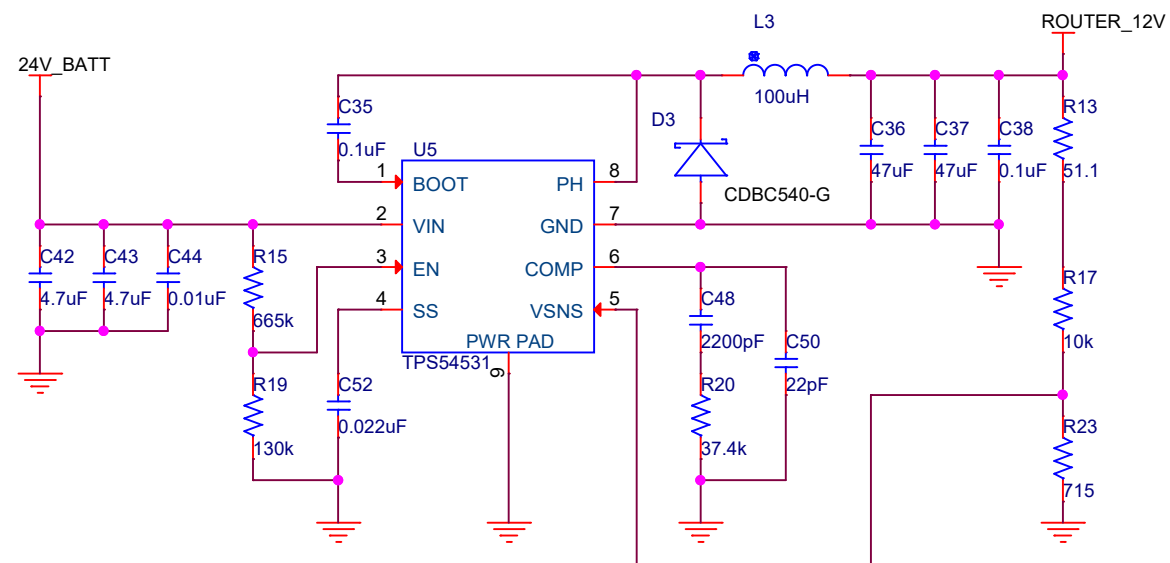 L3
ROUTER_12V
24V_BATT
100uH
C35
0.1uF
D3
C36
47uF
C37
47uF
C38
0.1uF
R13
51.1
U5
1
BOOT
PH
8
CDBC540-G
2
VIN
GND
7
C42
4.7uF
C43
4.7uF
C44
0.01uF
R15
665k
3
EN
COMP
6
4
SS
VSNS
5
PWR PAD
TPS54531
9
C48
2200pF
C50
22pF
R17
10k
R19
130k
C52
0.022uF
R20
37.4k
R23
715